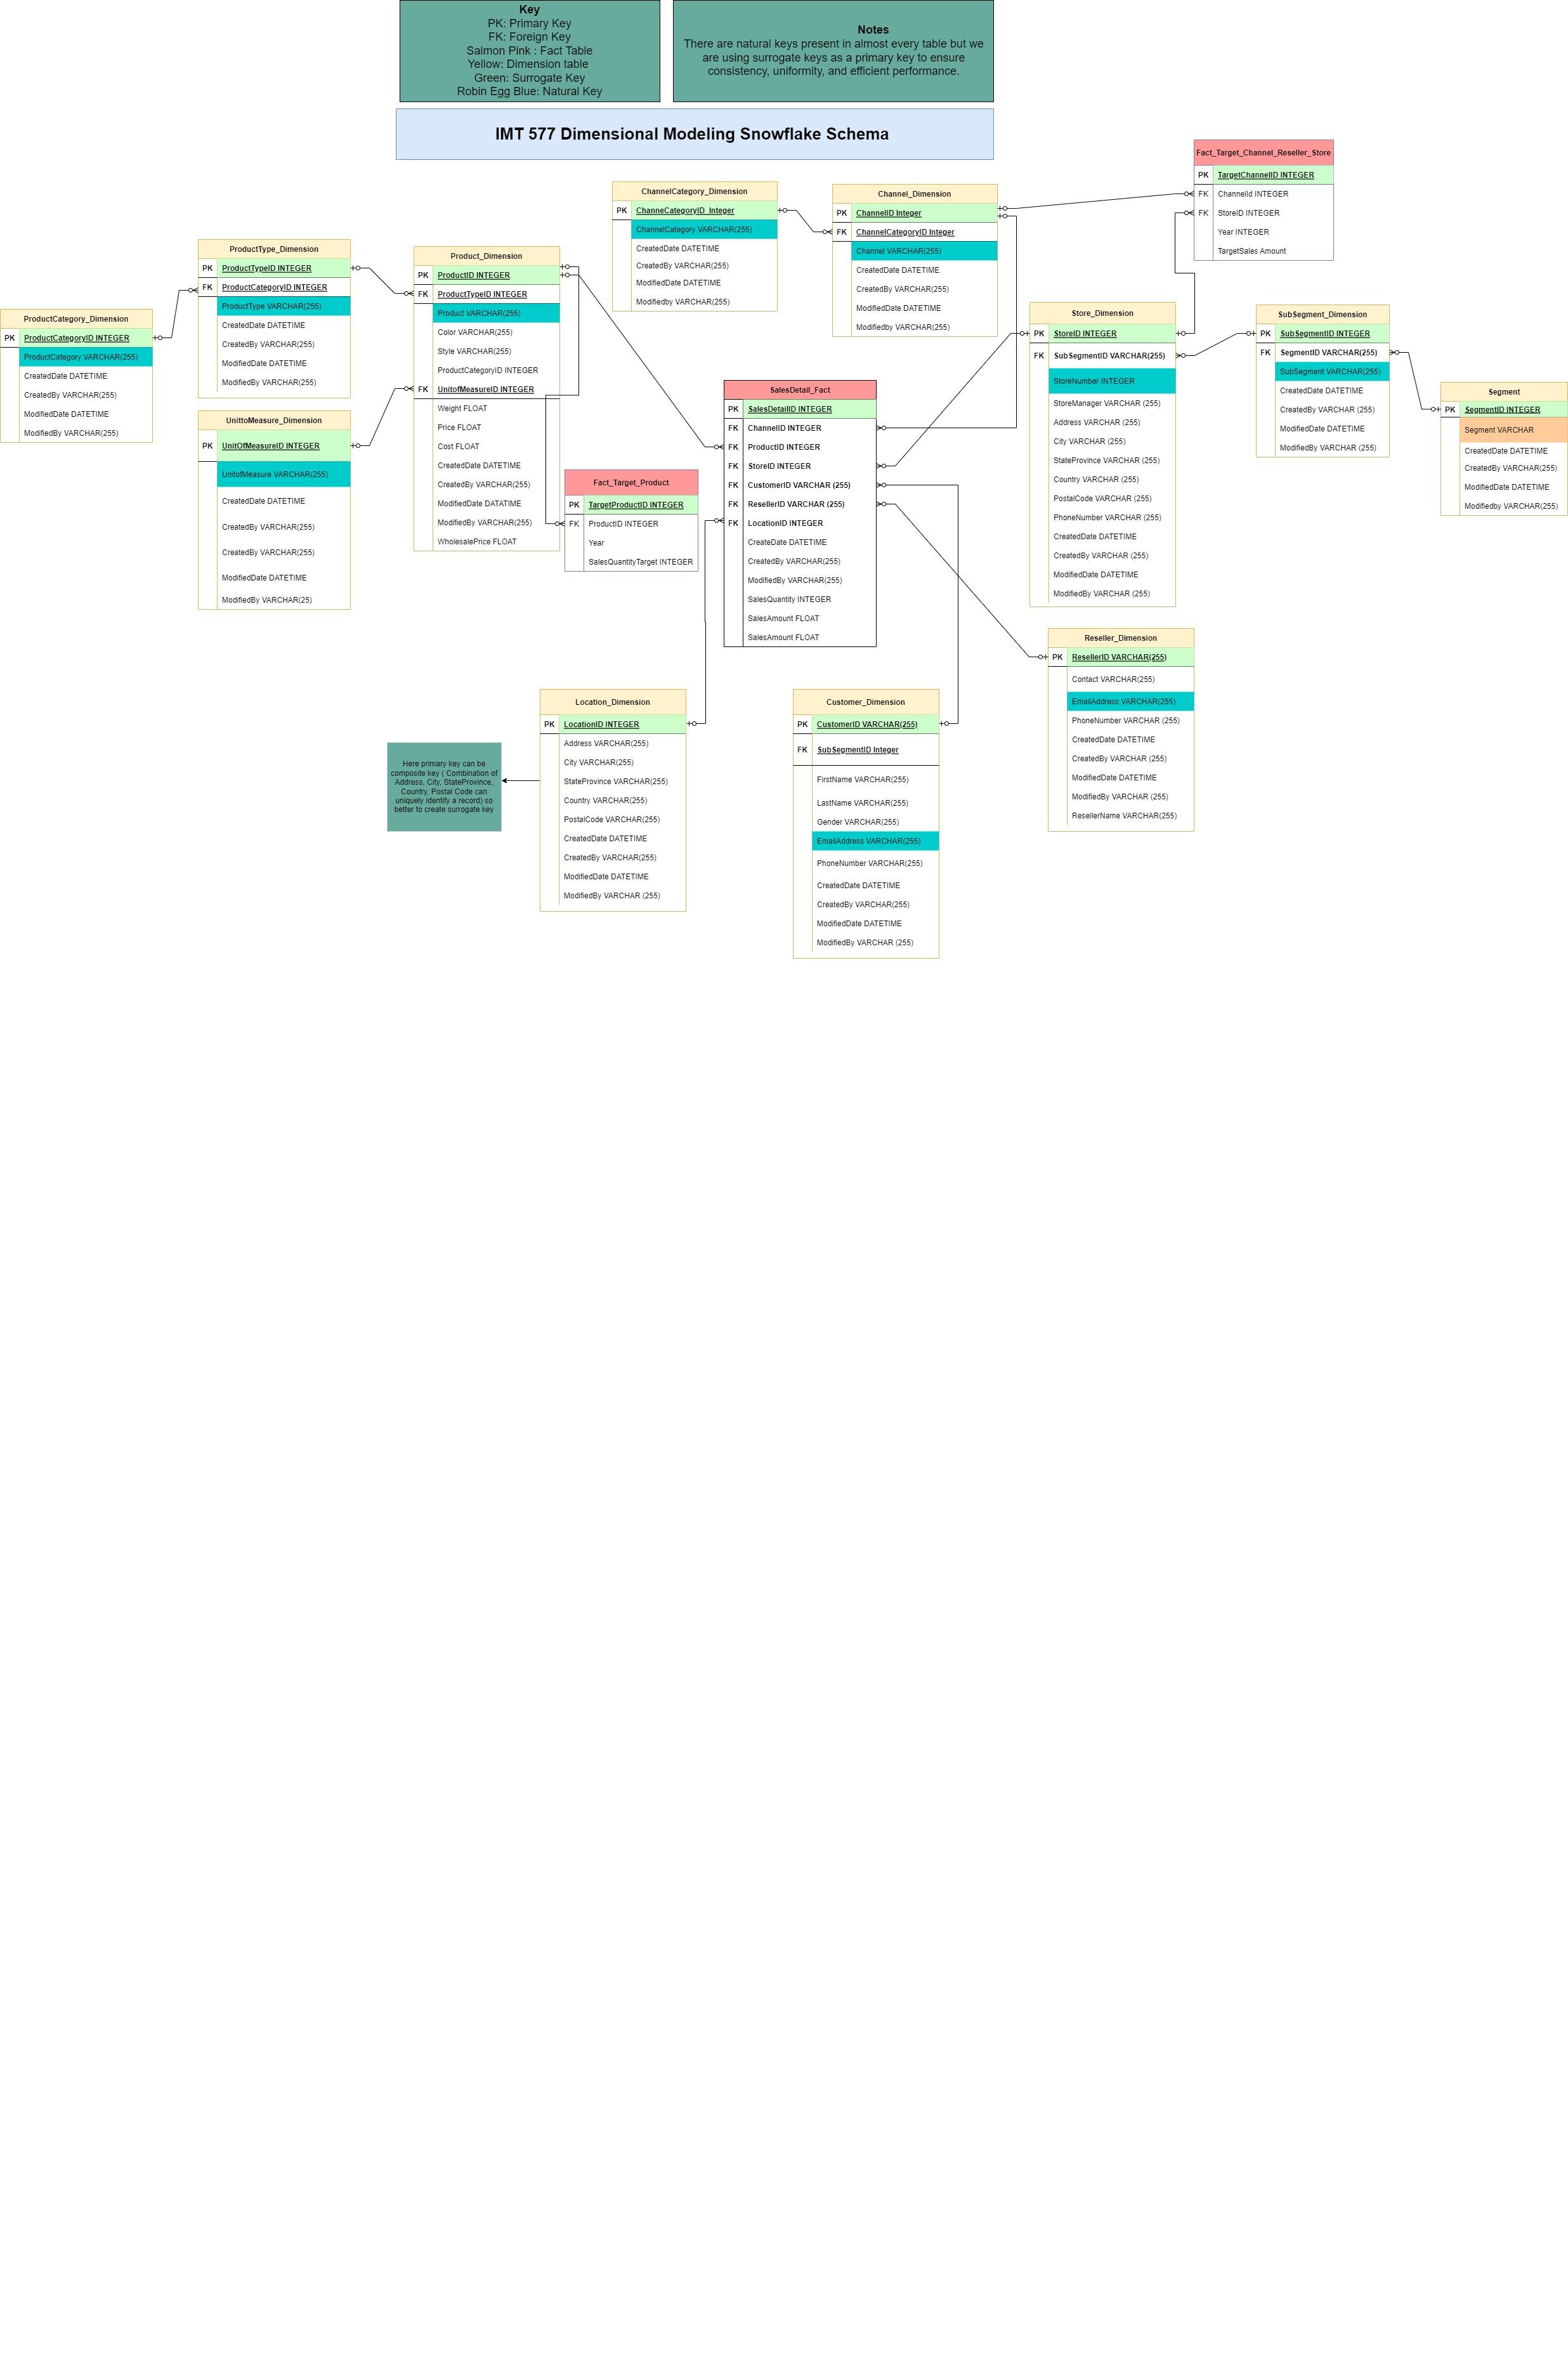 Key
PK: Primary Key
FK: Foreign Key
Salmon Pink : Fact Table
Yellow: Dimension table
Green: Surrogate Key
Robin Egg Blue: Natural Key
Notes
There are natural keys present in almost every table but we
are using surrogate keys as a primary key to ensure
consistency, uniformity, and efficient performance.
IMT 577 Dimensional Modeling Snowflake Schema
Fact_Target_Channel_Reseller_Store
PK TargetChannelID INTEGER
FK ChannelId INTEGER
FK StoreID INTEGER
Year INTEGER
TargetSales Amount
ChannelCategory_Dimension
PK ChanneCategoryID Integer
ChannelCategory VARCHAR(255)
CreatedDate DATETIME
CreatedBy VARCHAR(255)
ModifiedDate DATETIME
Modifiedby VARCHAR(255)
Channel_Dimension
PK ChannelID Integer
FK ChannelCategoryID Integer
Channel VARCHAR(255)
CreatedDate DATETIME
CreatedBy VARCHAR(255)
ModifiedDate DATETIME
Modifiedby VARCHAR(255)
ProductType_Dimension
PK ProductTypeID INTEGER
FK ProductCategoryID INTEGER
ProductType VARCHAR(255)
CreatedDate DATETIME
CreatedBy VARCHAR(255)
ModifiedDate DATETIME
ModifiedBy VARCHAR(255)
Product_Dimension
PK ProductID INTEGER
FK ProductTypeID INTEGER
Product VARCHAR(255)
Color VARCHAR(255)
Style VARCHAR(255)
ProductCategoryID INTEGER
FK UnitofMeasureID INTEGER
Weight FLOAT
Price FLOAT
Cost FLOAT
CreatedDate DATETIME
CreatedBy VARCHAR(255)
ModifiedDate DATATIME
ModifiedBy VARCHAR(255)
WholesalePrice FLOAT
ProductCategory_Dimension
PK ProductCategoryID INTEGER
ProductCategory VARCHAR(255)
CreatedDate DATETIME
CreatedBy VARCHAR(255)
ModifiedDate DATETIME
ModifiedBy VARCHAR(255)
UnittoMeasure_Dimension
PK UnitOfMeasureID INTEGER
UnitofMeasure VARCHAR(255)
CreatedDate DATETIME
CreatedBy VARCHAR(255)
CreatedBy VARCHAR(255)
ModifiedDate DATETIME
ModifiedBy VARCHAR(25)
Fact_Target_Product
PK TargetProductID INTEGER
FK ProductID INTEGER
Year
SalesQuantityTarget INTEGER
SalesDetail_Fact
PK SalesDetailID INTEGER
FK ChannelID INTEGER
FK ProductID INTEGER
FK StoreID INTEGER
FK CustomerID VARCHAR (255)
FK ResellerID VARCHAR (255)
FK LocationID INTEGER
CreateDate DATETIME
CreatedBy VARCHAR(255)
ModifiedBy VARCHAR(255)
SalesQuantity INTEGER
SalesAmount FLOAT
SalesAmount FLOAT
Store_Dimension
PK StoreID INTEGER
FK SubSegmentID VARCHAR(255)
StoreNumber INTEGER
StoreManager VARCHAR (255)
Address VARCHAR (255)
City VARCHAR (255)
StateProvince VARCHAR (255)
Country VARCHAR (255)
PostalCode VARCHAR (255)
PhoneNumber VARCHAR (255)
CreatedDate DATETIME
CreatedBy VARCHAR (255)
ModifiedDate DATETIME
ModifiedBy VARCHAR (255)
SubSegment_Dimension
PK SubSegmentID INTEGER
FK SegmentID VARCHAR(255)
SubSegment VARCHAR(255)
CreatedDate DATETIME
CreatedBy VARCHAR (255)
ModifiedDate DATETIME
ModifiedBy VARCHAR (255)
Segment
PK SegmentID INTEGER
Segment VARCHAR
CreatedDate DATETIME
CreatedBy VARCHAR(255)
ModifiedDate DATETIME
Modifiedby VARCHAR(255)
Reseller_Dimension
PK ResellerID VARCHAR(255)
Contact VARCHAR(255)
EmailAddress VARCHAR(255)
PhoneNumber VARCHAR (255)
CreatedDate DATETIME
CreatedBy VARCHAR (255)
ModifiedDate DATETIME
ModifiedBy VARCHAR (255)
ResellerName VARCHAR(255)
Location_Dimension
PK LocationID INTEGER
Address VARCHAR(255)
City VARCHAR(255)
StateProvince VARCHAR(255)
Country VARCHAR(255)
PostalCode VARCHAR(255)
CreatedDate DATETIME
CreatedBy VARCHAR(255)
ModifiedDate DATETIME
ModifiedBy VARCHAR (255)
Here primary key can be
composite key ( Combination of
Address, City, StateProvince,
Country, Postal Code can
uniquely identify a record) so
better to create surrogate key
Customer_Dimension
PK CustomerID VARCHAR(255)
FK SubSegmentID Integer
FirstName VARCHAR(255)
LastName VARCHAR(255)
Gender VARCHAR(255)
EmailAddress VARCHAR(255)
PhoneNumber VARCHAR(255)
CreatedDate DATETIME
CreatedBy VARCHAR(255)
ModifiedDate DATETIME
ModifiedBy VARCHAR (255)